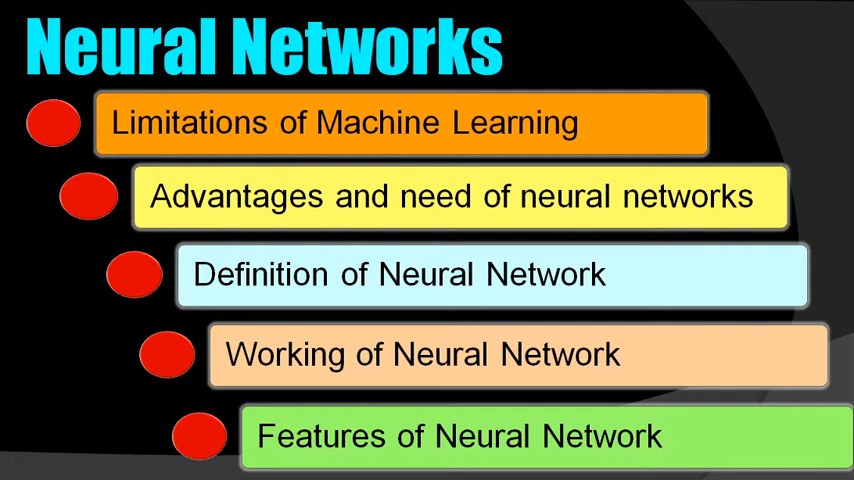 Neural Networks
Limitations of Machine Learning
Advantages and need of neural networks
Definition of Neural Network
Working of Neural Network
Features of Neural Network